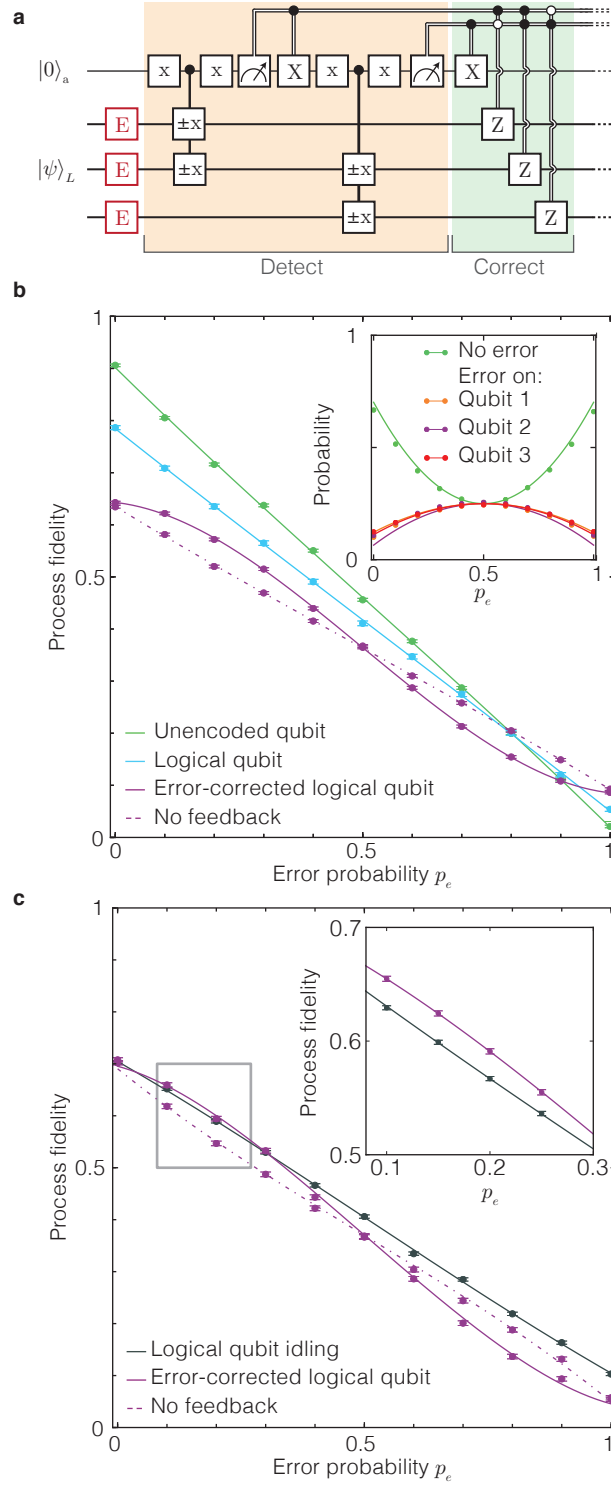 a
|0⟩a
x
x
X
x
x
X
E
±x
Z
|ψ⟩L
E
±x
±x
Z
E
±x
Z
Detect
Correct
b
1
0.5
0
0
0.5
1
Process fidelity
Error probability pe
Unencoded qubit
Logical qubit
Error-corrected logical qubit
No feedback
1
0
0
0.5
1
Probability
pe
No error
Error on:
Qubit 1
Qubit 2
Qubit 3
c
1
0.5
0
0
0.5
1
Process fidelity
Error probability pe
Logical qubit idling
Error-corrected logical qubit
No feedback
0.7
0.6
0.5
0.1
0.2
0.3
Process fidelity
pe